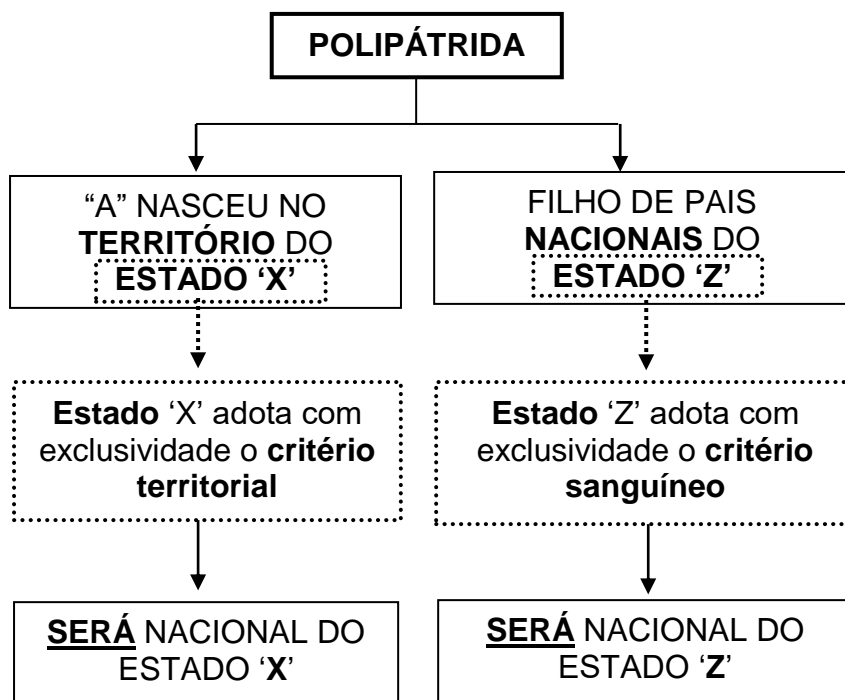 POLIPÁTRIDA
“A” NASCEU NO
TERRITÓRIO DO
ESTADO ‘X’
FILHO DE PAIS
NACIONAIS DO
ESTADO ‘Z’
Estado ‘X’ adota com
exclusividade o critério
territorial
Estado ‘Z’ adota com
exclusividade o critério
sanguíneo
SERÁ NACIONAL DO
ESTADO ‘X’
SERÁ NACIONAL DO
ESTADO ‘Z’